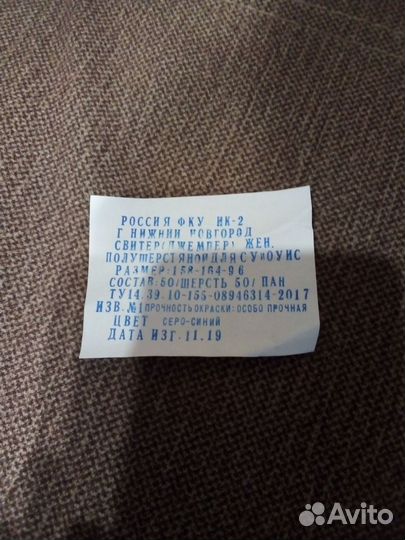 РОССИЯ ФКУ ИК-2
Г НИЖНИЙ НОВГОРОД
СВИТЕР(ДЖЕМПЕР) ЖЕН.
ПОЛУШЕРСТЯНОЙ ДЛЯ С У И О УИС
РАЗМЕР:158-164-96
СОСТАВ:50/ШЕРСТЬ 50/ ПАН
ТУ14.39.10-155-08946314-2017
ИЗВ.№1 ПРОЧНОСТЬ ОКРАСКИ: ОСОБО ПРОЧНАЯ
ЦВЕТ СЕРО-СИНИЙ
ДАТА ИЗГ.11.19
Avito